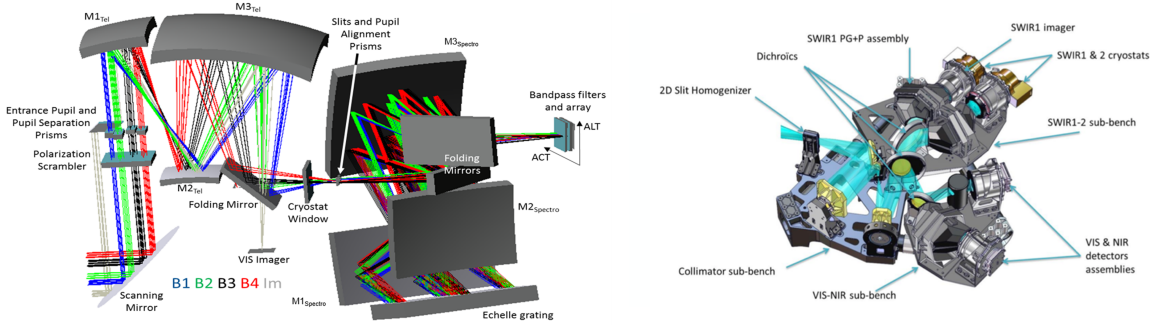 M1Tel
M3Tel
Slits and Pupil
Alignment
Prisms
M3Spectro
Bandpass filters
and array
ALT
ACT
Entrance Pupil and
Pupil Separation
Prisms
Polarization
Scrambler
M2Tel
Folding Mirror
Cryostat
Window
Folding
Mirrors
M2Spectro
VIS Imager
B1 B2 B3 B4 Im
Scanning
Mirror
M1Spectro
Echelle grating
SWIR1 PG+P assembly
SWIR1 imager
Dichroïcs
SWIR1 & 2 cryostats
2D Slit Homogenizer
SWIR1-2 sub-bench
Collimator sub-bench
VIS-NIR sub-bench
VIS & NIR
detectors
assemblies